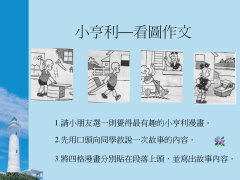 小亨利—看圖作文
1.請小朋友選一則覺得最有趣的小亨利漫畫。
2.先用口頭向同學敘說一次故事的內容。
3.將四格漫畫分別貼在段落上頭，並寫出故事內容。